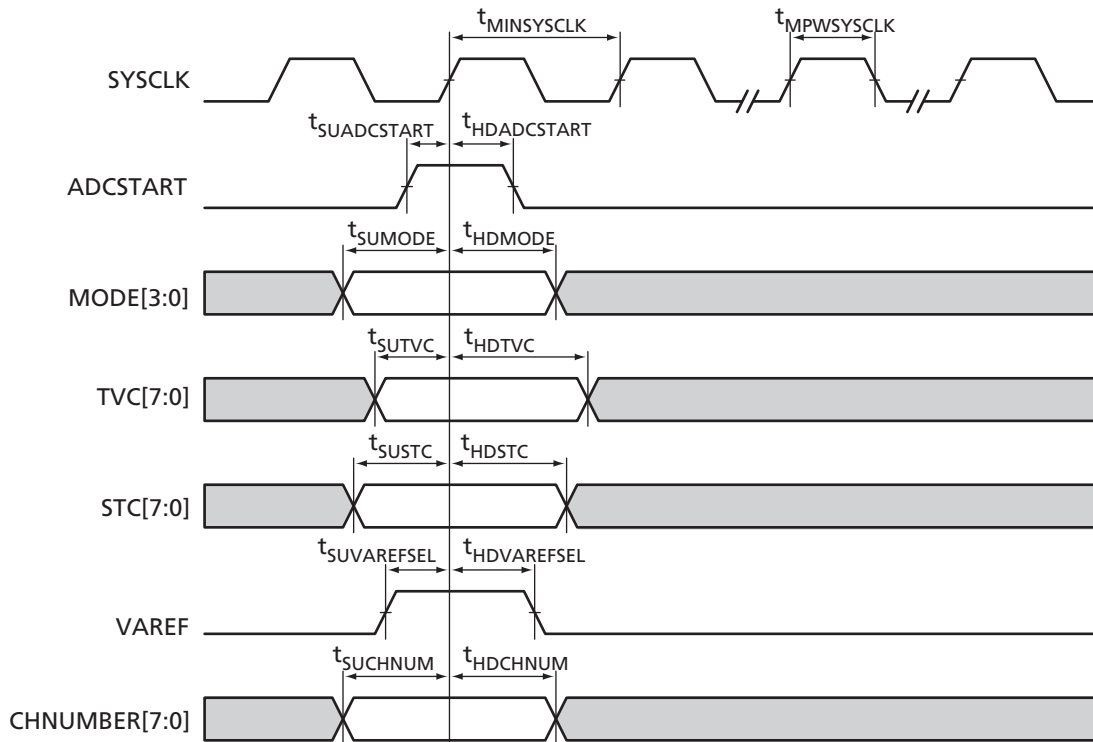 tMINSYSCLK tMPWSYSCLK
SYSCLK
tSUADCSTART tHDADCSTART
ADCSTART
tSUMODE tHDMODE
MODE[3:0]
tSUTVC tHDTVC
TVC[7:0]
tSUSTC tHDSTC
STC[7:0]
tSUVAREFSEL tHDVAREFSEL
VAREF
tSUCHNUM tHDCHNUM
CHNUMBER[7:0]